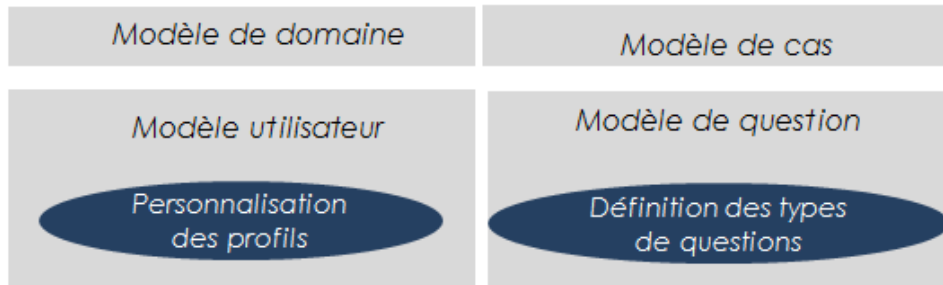 Modèle de domaine
Modèle de cas
Modèle utilisateur
Modèle de question
Personnalisation
des profils
Définition des types
de questions